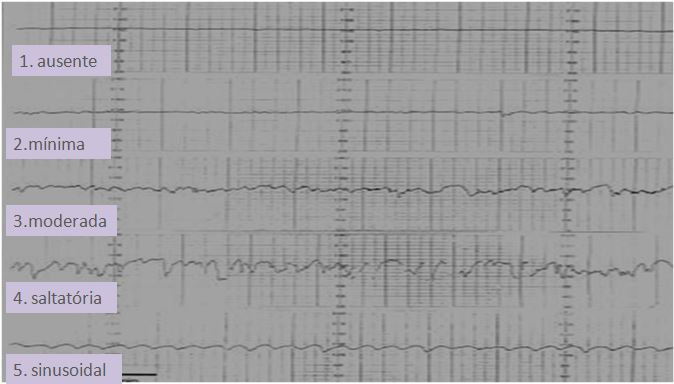 1. ausente
2.mínima
3.moderada
4. saltatória
5. sinusoidal